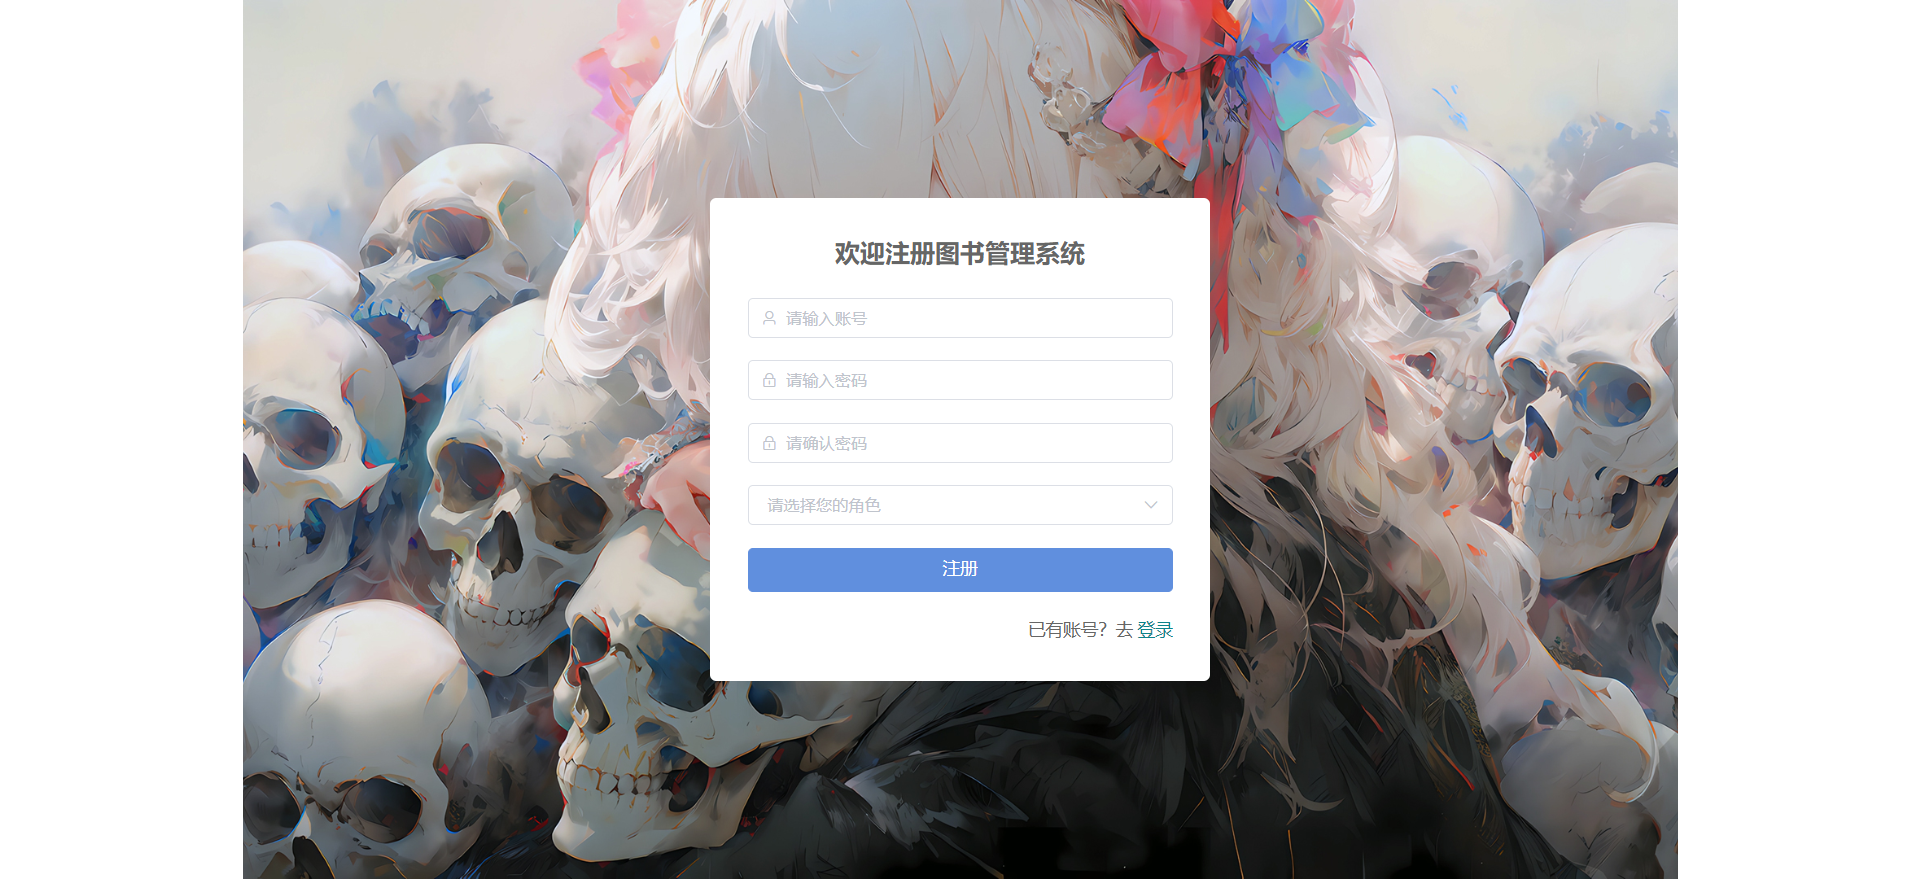 欢迎注册图书管理系统
请输入账号
请输入密码
请确认密码
请选择您的角色
注册
已有账号？去 登录